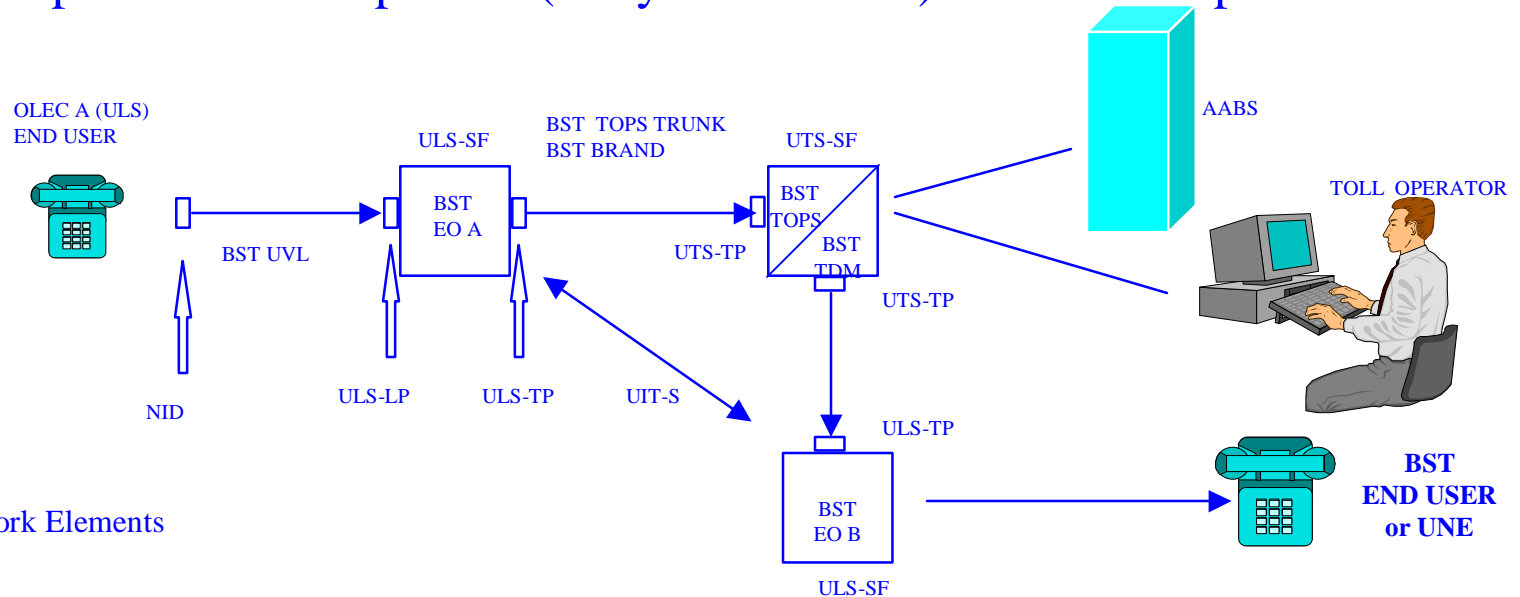 OLEC A (ULS)
END USER
ULS-SF
BST TOPS TRUNK
BST BRAND
UTS-SF
AABS
TOLL OPERATOR
BST
EO A
BST
TOPS
BST
TDM
BST UVL
UTS-TP
UTS-TP
NID
ULS-LP
ULS-TP
UIT-S
ULS-TP
BST
EO B
ULS-SF
BST
END USER
or UNE
Elements